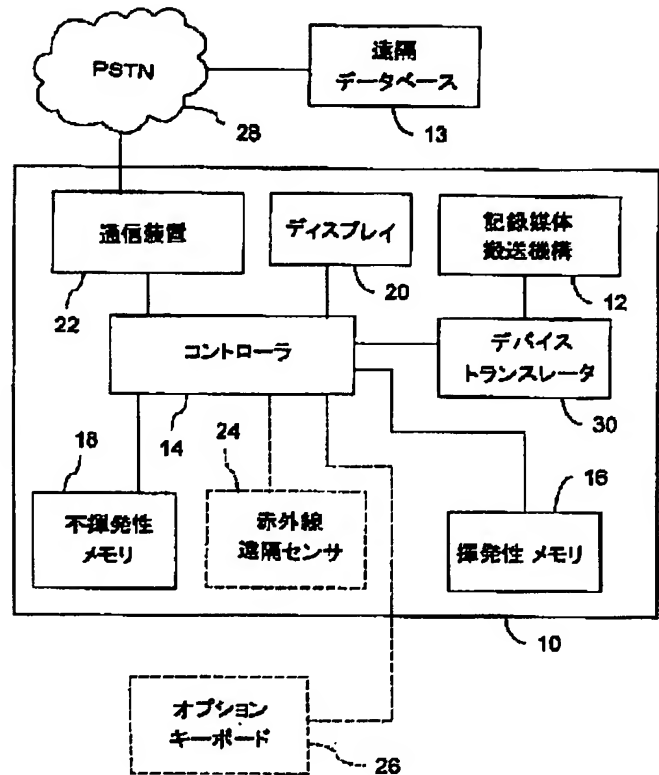 PSTN
28
遠隔
データベース
13
通信装置
22
ディスプレイ
20
記録媒体
搬送機構
12
コントローラ
14
デバイス
トランスレータ
30
18
不揮発性
メモリ
24
赤外線
遠隔センサ
16
揮発性 メモリ
10
オプション
キーボード
26